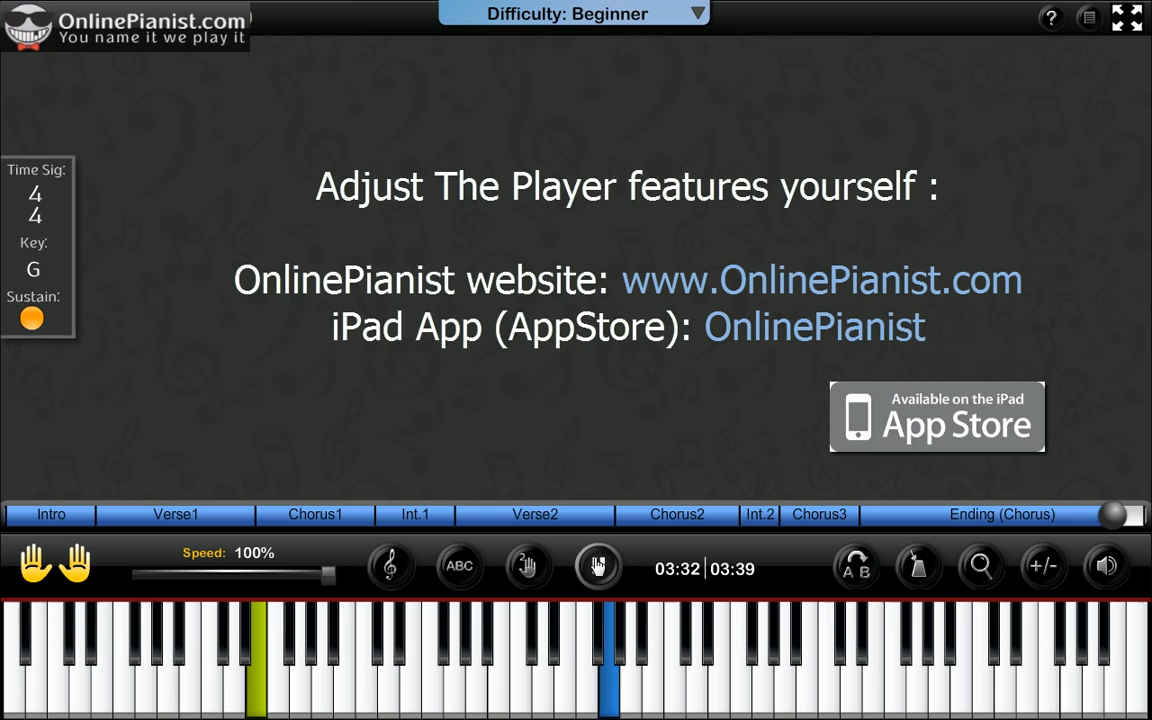 OnlinePianist.com
You name it we play it
Difficulty: Beginner
?
Time Sig:
4
4
Key:
G
Sustain:
Adjust The Player features yourself :
OnlinePianist website: www.OnlinePianist.com
iPad App (AppStore): OnlinePianist
Available on the iPad
App Store
Intro Verse1 Chorus1 Int.1 Verse2 Chorus2 Int.2 Chorus3 Ending (Chorus)
Speed: 100%
ABC
2
03:32|03:39
A B
+/-